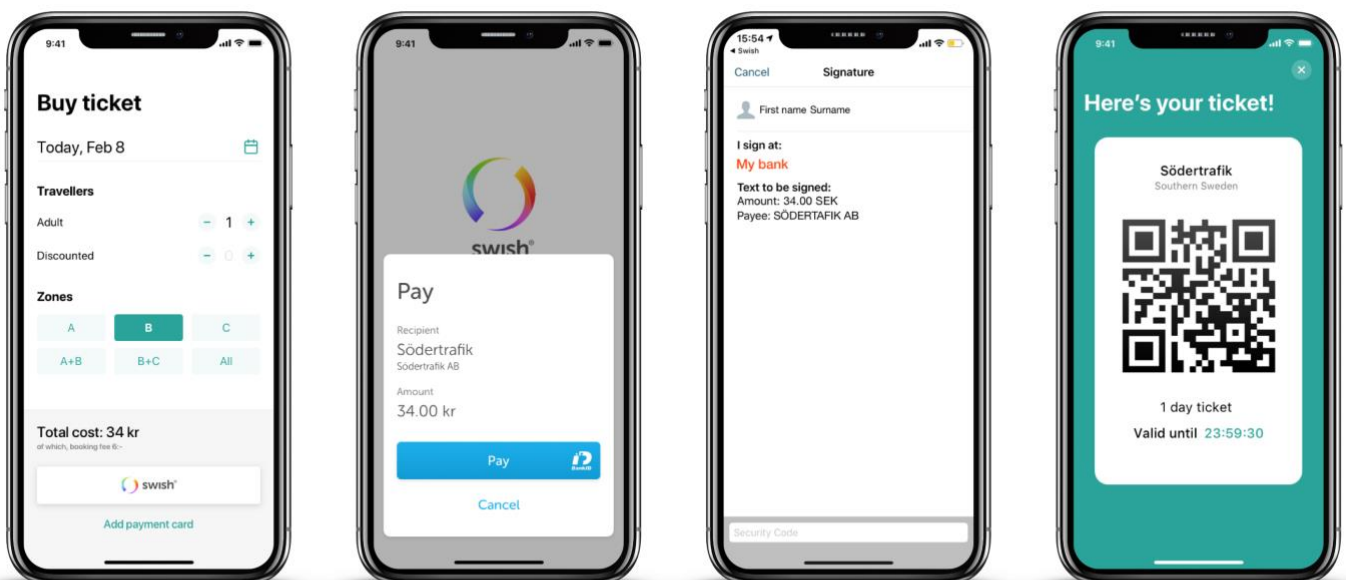 9:41
Buy ticket
Today, Feb 8
Travellers
Adult
- 1 +
Discounted
- 0 +
Zones
A B C
A+B B+C All
Total cost: 34 kr
of which, booking fee 6:-
swish®
Add payment card
9:41
swish®
Pay
Recipient
Södertrafik
Södertrafik AB
Amount
34.00 kr
Pay BankID
Cancel
15:54
Swish
Cancel Signature
First name Surname
I sign at:
My bank
Text to be signed:
Amount: 34.00 SEK
Payee: SÖDERTAFIK AB
Security Code
9:41
Here's your ticket!
Södertrafik
Southern Sweden
1 day ticket
Valid until 23:59:30